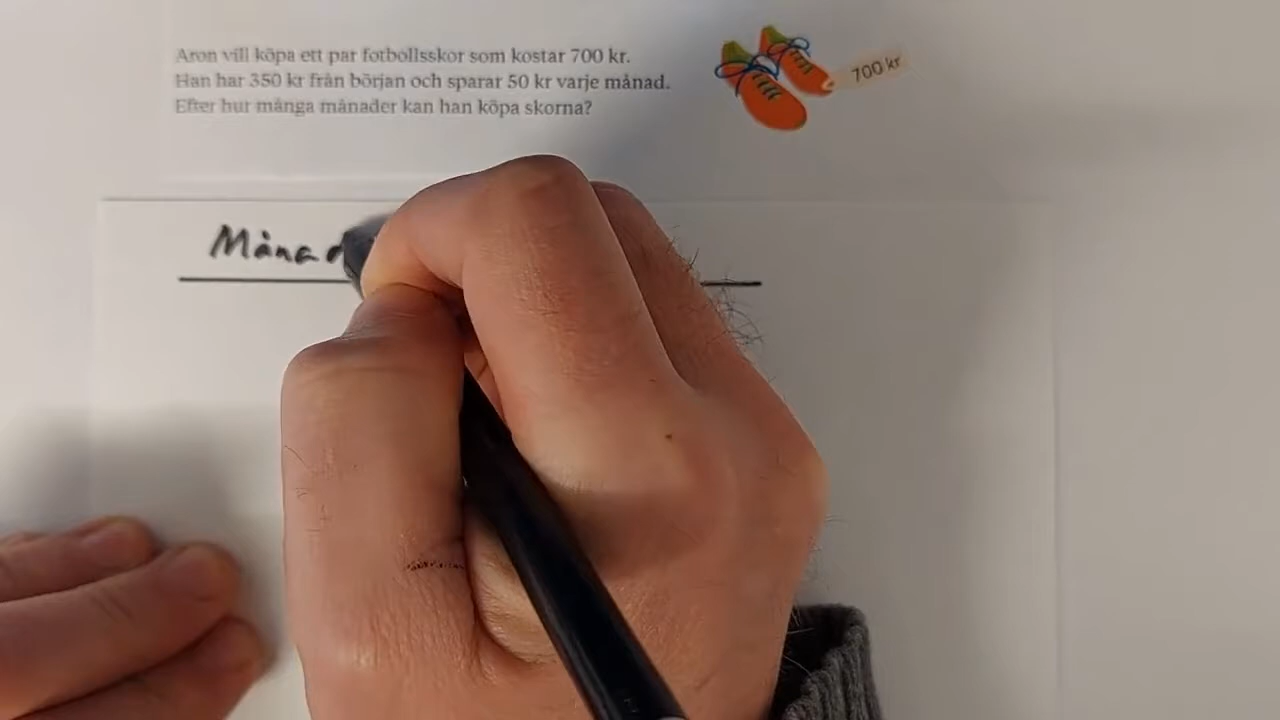 Aron vill köpa ett par fotbollsskor som kostar 700 kr.
Han har 350 kr från början och sparar 50 kr varje månad.
Efter hur många månader kan han köpa skorna?
700 kr
Månad